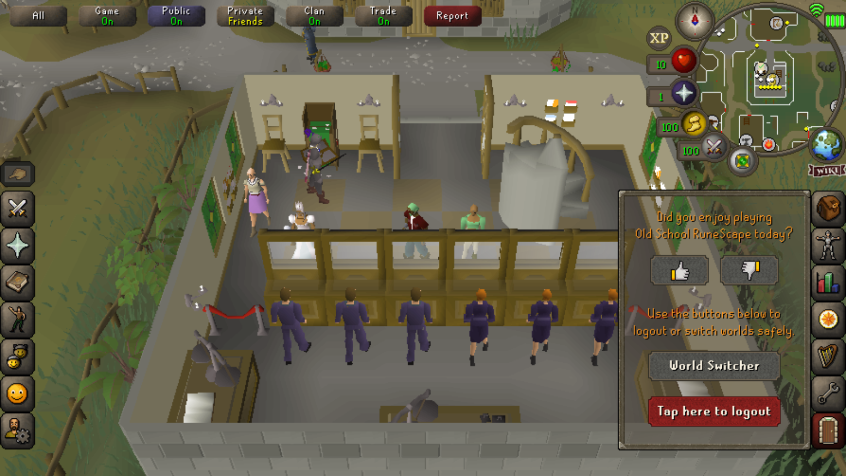 All
Game
On
Public
On
Private
Friends
Clan
On
Trade
On
Report
N
XP
10
1
100
100
WIKI
Did you enjoy playing
Old School RuneScape today?
Use the buttons below to
logout or switch worlds safely.
World Switcher
Tap here to logout